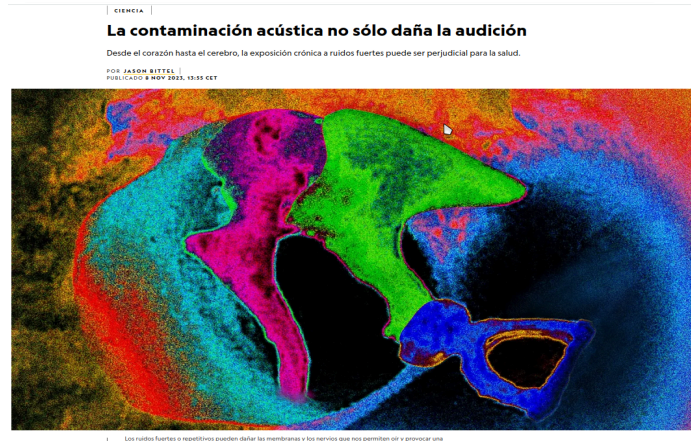 CIENCIA
La contaminación acústica no sólo daña la audición
Desde el corazón hasta el cerebro, la exposición crónica a ruidos fuertes puede ser perjudicial para la salud.
POR JASON BITTEL
PUBLICADO 8 NOV 2023, 13:55 CET
Los ruidos fuertes o repetitivos pueden dañar las membranas y los nervios que nos permiten oír y provocar una